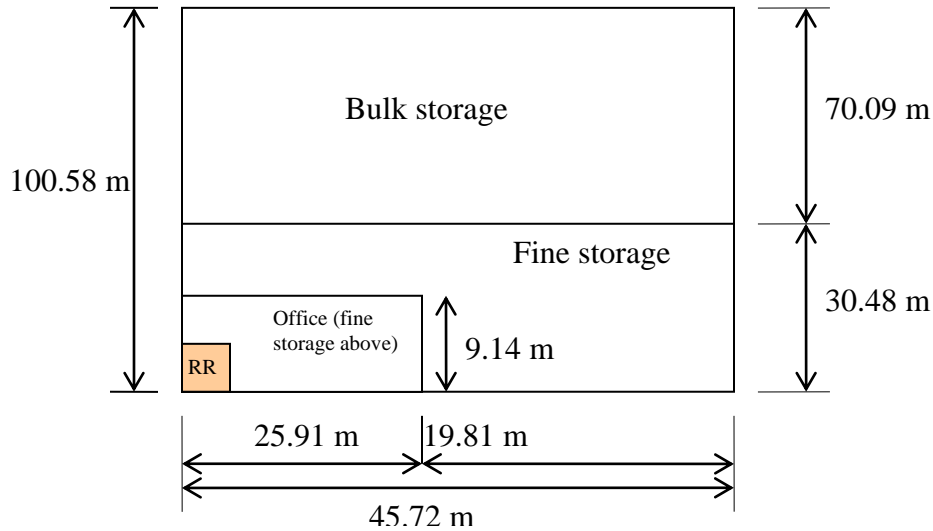 Bulk storage
70.09 m
100.58 m
Fine storage
30.48 m
Office (fine
storage above)
9.14 m
RR
25.91 m
19.81 m
45.72 m